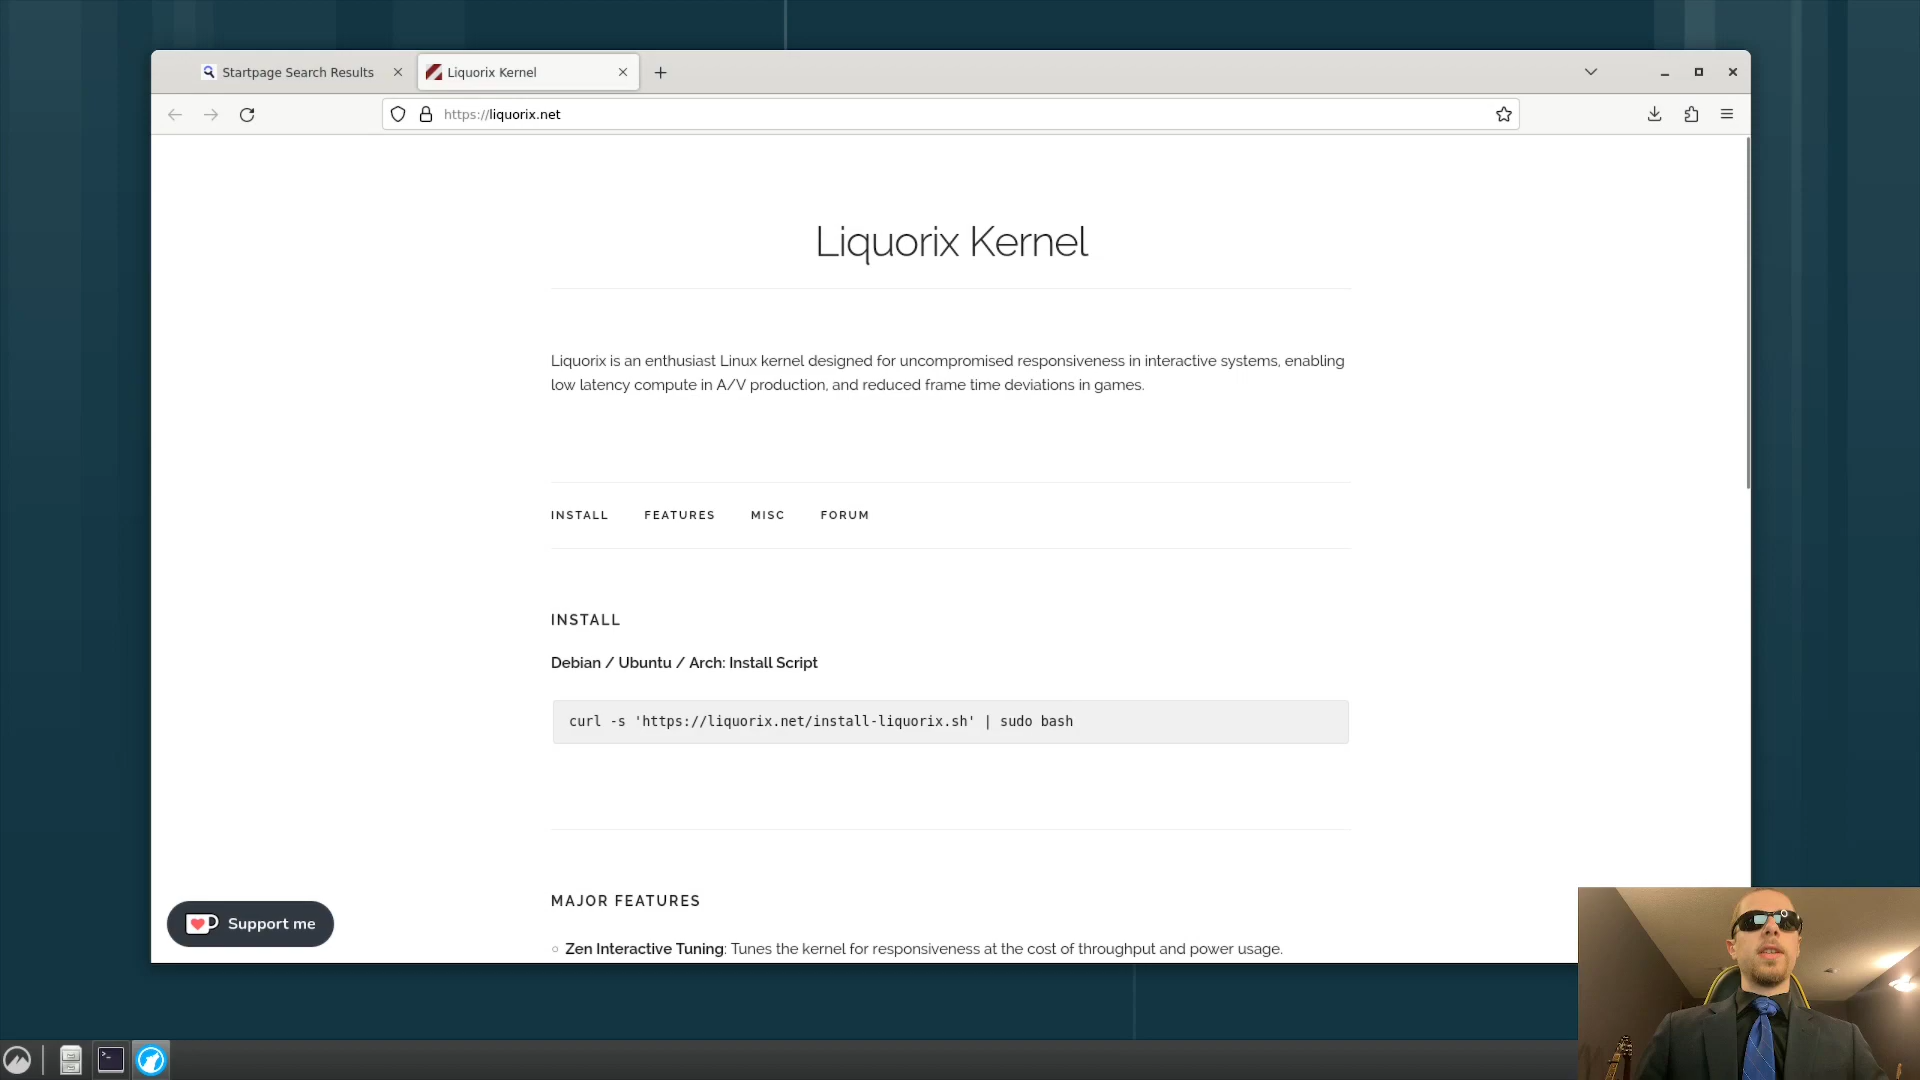 Startpage Search Results
Liquorix Kernel
https://liquorix.net
Liquorix Kernel
Liquorix is an enthusiast Linux kernel designed for uncompromised responsiveness in interactive systems, enabling
low latency compute in A/V production, and reduced frame time deviations in games.
INSTALL FEATURES MISC FORUM
INSTALL
Debian / Ubuntu / Arch: Install Script
curl -s 'https://liquorix.net/install-liquorix.sh' | sudo bash
MAJOR FEATURES
Zen Interactive Tuning: Tunes the kernel for responsiveness at the cost of throughput and power usage.
Support me